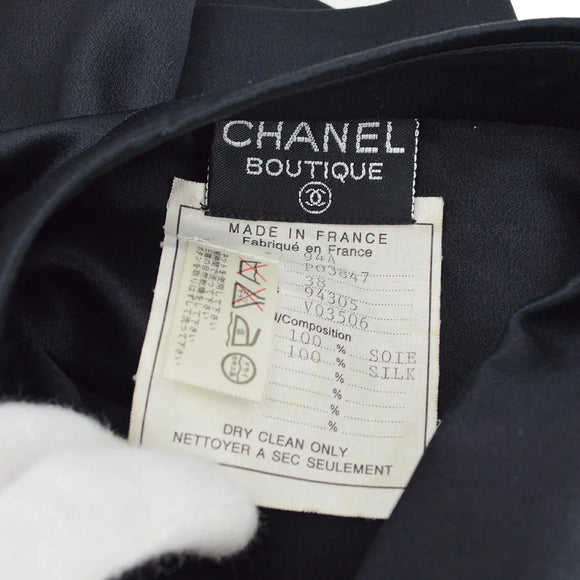 CHANEL
BOUTIQUE
MADE IN FRANCE
Fabriqué en France
94A
P03847
38
94305
V03506
/Composition
100 % SOIE
100 % SILK
%
%
%
%
DRY CLEAN ONLY
NETTOYER A SEC SEULEMENT